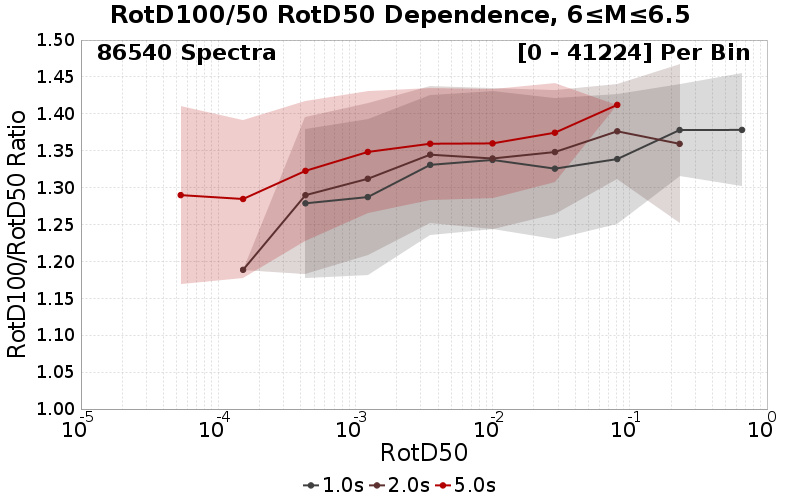 RotD100/50 RotD50 Dependence, 6≤M≤6.5
86540 Spectra
[0 - 41224] Per Bin
RotD100/RotD50 Ratio
1.50
1.45
1.40
1.35
1.30
1.25
1.20
1.15
1.10
1.05
1.00
10^-5 10^-4 10^-3 10^-2 10^-1 10^0
RotD50
1.0s 2.0s 5.0s